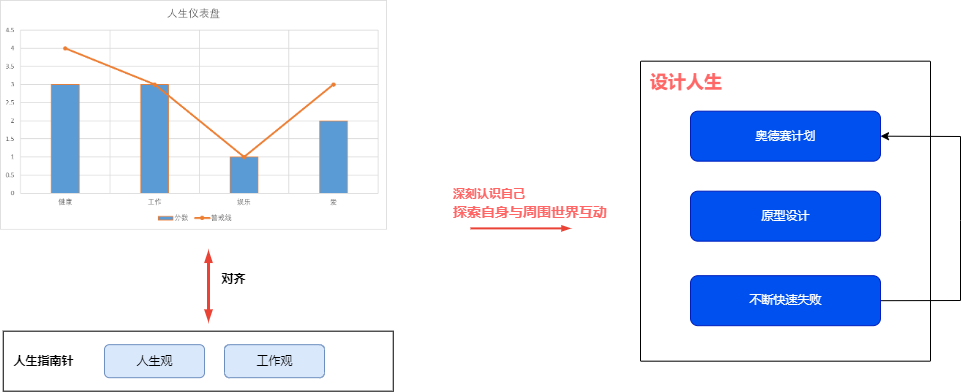 人生仪表盘
4.5
4
3.5
3
2.5
2
1.5
1
0.5
0
健康
工作
娱乐
爱
分数
警戒线
对齐
人生指南针
人生观
工作观
深刻认识自己
探索自身与周围世界互动
设计人生
奥德赛计划
原型设计
不断快速失败